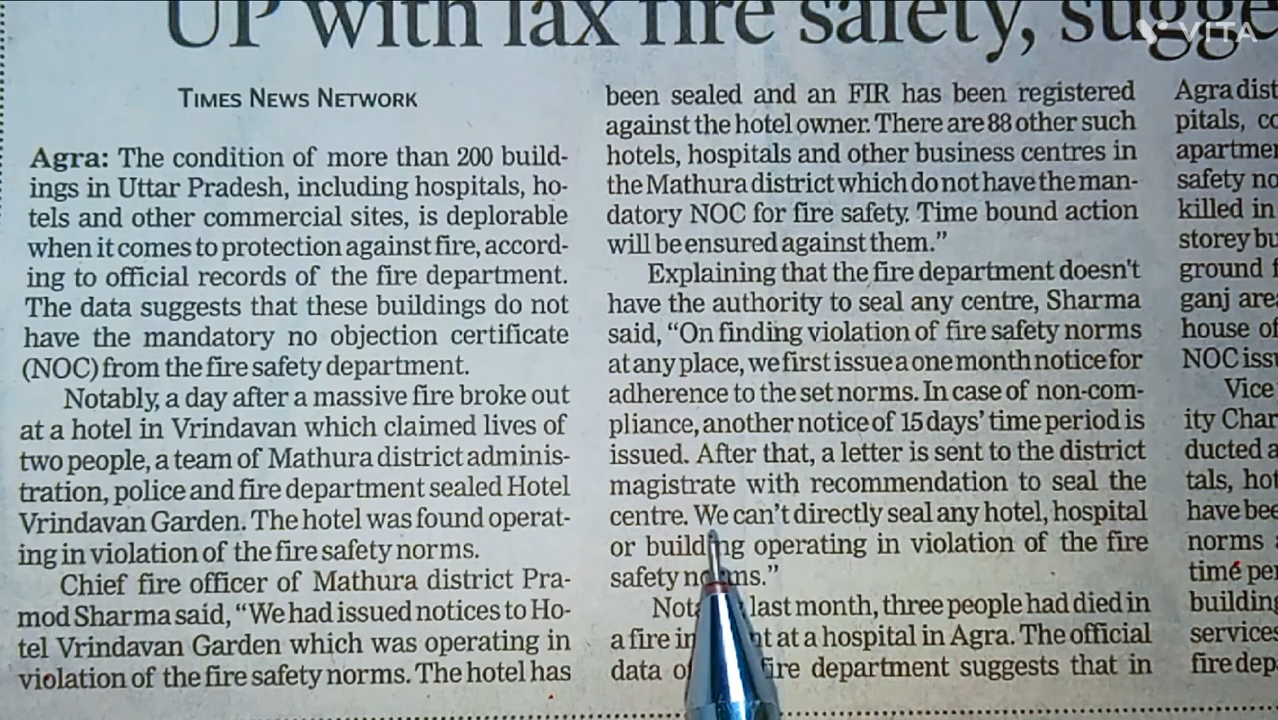 UP with lax fire safety, sugge
VITA
TIMES NEWS NETWORK
Agra: The condition of more than 200 build-
ings in Uttar Pradesh, including hospitals, ho-
tels and other commercial sites, is deplorable
when it comes to protection against fire, accord-
ing to official records of the fire department.
The data suggests that these buildings do not
have the mandatory no objection certificate
(NOC) from the fire safety department.
Notably, a day after a massive fire broke out
at a hotel in Vrindavan which claimed lives of
two people, a team of Mathura district adminis-
tration, police and fire department sealed Hotel
Vrindavan Garden. The hotel was found operat-
ing in violation of the fire safety norms.
Chief fire officer of Mathura district Pra-
mod Sharma said, “We had issued notices to Ho-
tel Vrindavan Garden which was operating in
violation of the fire safety norms. The hotel has
been sealed and an FIR has been registered
against the hotel owner. There are 88 other such
hotels, hospitals and other business centres in
the Mathura district which do not have the man-
datory NOC for fire safety. Time bound action
will be ensured against them.”
Explaining that the fire department doesn't
have the authority to seal any centre, Sharma
said, “On finding violation of fire safety norms
at any place, we first issue a one month notice for
adherence to the set norms. In case of non-com-
pliance, another notice of 15 days’ time period is
issued. After that, a letter is sent to the district
magistrate with recommendation to seal the
centre. We can’t directly seal any hotel, hospital
or building operating in violation of the fire
safety norms.”
last month, three people had died in
a fire at a hospital in Agra. The official
data fire department suggests that in
Agra dist
pitals, co
apartmen
safety no
killed in
storey bu
ground f
ganj area
house of
NOC issu
Vice
ity Char
ducted a
tals, hot
have bee
norms a
time per
building
services
fire dep